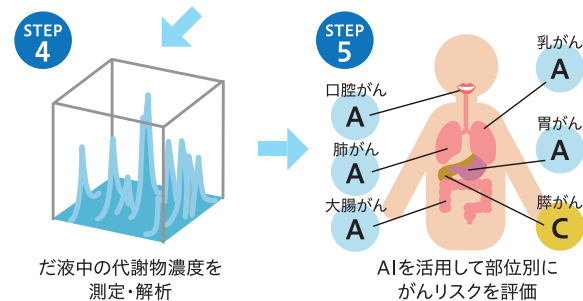 STEP
4
だ液中の代謝物濃度を
測定・解析
STEP
5
口腔がん
A
肺がん
A
大腸がん
A
乳がん
A
胃がん
A
膵がん
C
AIを活用して部位別に
がんリスクを評価